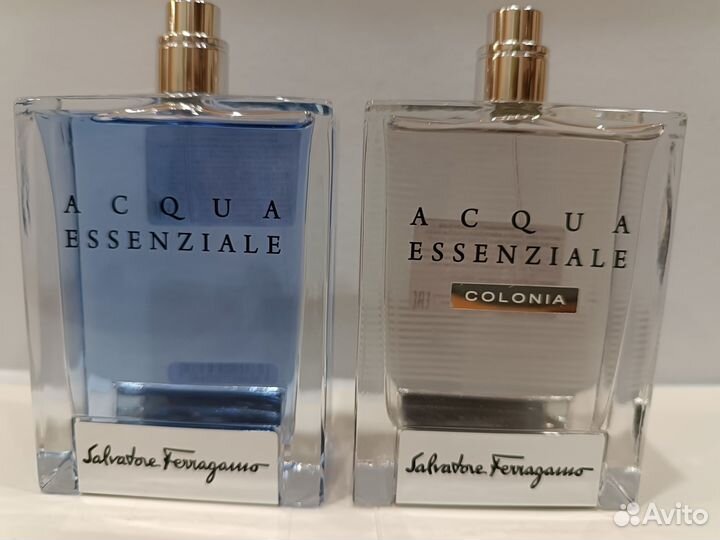 ACQUA
ESSENZIALE
Salvatore Ferragamo
ACQUA
ESSENZIALE
COLONIA
Salvatore Ferragamo
Avito